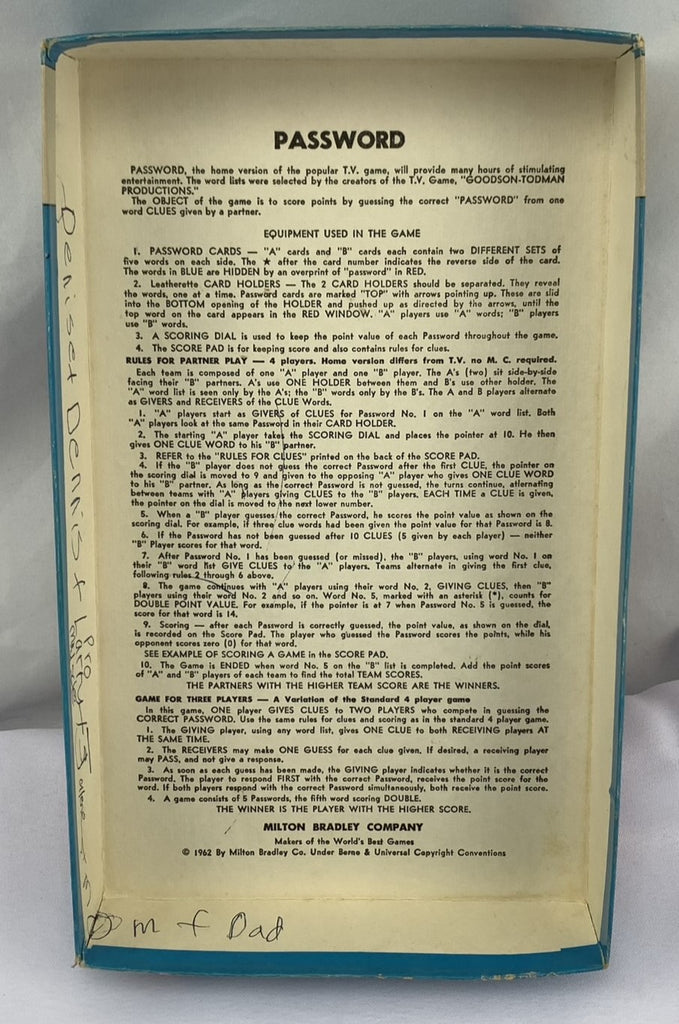 PASSWORD
PASSWORD, the home version of the popular T.V. game, will provide many hours of stimulating
entertainment. The word lists were selected by the creators of the T.V. Game, "GOODSON-TODMAN
PRODUCTIONS."
The OBJECT of the game is to score points by guessing the correct "PASSWORD" from one
word CLUES given by a partner.
EQUIPMENT USED IN THE GAME
1. PASSWORD CARDS — "A" cards and "B" cards each contain two DIFFERENT SETS of
five words on each side. The ★ after the card number indicates the reverse side of the card.
The words in BLUE are HIDDEN by an overprint of "password" in RED.
2. Leatherette CARD HOLDERS — The 2 CARD HOLDERS should be separated. They reveal
the words, one at a time. Password cards are marked "TOP" with arrows pointing up. These are slid
into the BOTTOM opening of the HOLDER and pushed up as directed by the arrows, until the
top word on the card appears in the RED WINDOW. "A" players use "A" words; "B" players
use "B" words.
3. A SCORING DIAL is used to keep the point value of each Password throughout the game.
4. The SCORE PAD is for keeping score and also contains rules for clues.
RULES FOR PARTNER PLAY — 4 players. Home version differs from T.V. no M. C. required.
Each team is composed of one "A" player and one "B" player. The A's (two) sit side-by-side
facing their "B" partners. A's use ONE HOLDER between them and B's use other holder. The
"A" word list is seen only by the A's; the "B" words only by the B's. The A and B players alternate
as GIVERS and RECEIVERS of the CLUE Words.
1. "A" players start as GIVERS of CLUES for Password No. 1 on the "A" word list. Both
"A" players look at the same Password in their CARD HOLDER.
2. The starting "A" player takes the SCORING DIAL and places the pointer at 10. He then
gives ONE CLUE WORD to his "B" partner.
3. REFER to the "RULES FOR CLUES" printed on the back of the SCORE PAD.
4. If the "B" player does not guess the correct Password after the first CLUE, the pointer on
the scoring dial is moved to 9 and given to the opposing "A" player who gives ONE CLUE WORD
to his "B" partner. As long as the correct Password is not guessed, the turns continue, alternating
between teams with "A" players giving CLUES to the "B" players. EACH TIME a CLUE is given,
the pointer on the dial is moved to the next lower number.
5. When a "B" player guesses the correct Password, he scores the point value as shown on the
scoring dial. For example, if three clue words had been given the point value for that Password is 8.
6. If the Password has not been guessed after 10 CLUES (5 given by each player) — neither
"B" Player scores for that word.
7. After Password No. 1 has been guessed (or missed), the "B" players, using word No. 1 on
their "B" word list GIVE CLUES to the "A" players. Teams alternate in giving the first clue,
following rules 2 through 6 above.
8. The game continues with "A" players using their word No. 2, GIVING CLUES, then "B"
players using their word No. 2 and so on. Word No. 5, marked with an asterisk (*), counts for
DOUBLE POINT VALUE. For example, if the pointer is at 7 when Password No. 5 is guessed, the
score for that word is 14.
9. Scoring — after each Password is correctly guessed, the point value, as shown on the dial,
is recorded on the Score Pad. The player who guessed the Password scores the points, while his
opponent scores zero (0) for that word.
SEE EXAMPLE OF SCORING A GAME in the SCORE PAD.
10. The Game is ENDED when word No. 5 on the "B" list is completed. Add the point scores
of "A" and "B" players of each team to find the total TEAM SCORES.
THE PARTNERS WITH THE HIGHER TEAM SCORE ARE THE WINNERS.
GAME FOR THREE PLAYERS — A Variation of the Standard 4 player game
In this game, ONE player GIVES CLUES to TWO PLAYERS who compete in guessing the
CORRECT PASSWORD. Use the same rules for clues and scoring as in the standard 4 player game.
1. The GIVING player, using any word list, gives ONE CLUE to both RECEIVING players AT
THE SAME TIME.
2. The RECEIVERS may make ONE GUESS for each clue given. If desired, a receiving player
may PASS, and not give a response.
3. As soon as each guess has been made, the GIVING player indicates whether it is the correct
Password. The player to respond FIRST with the correct Password, receives the point score for the
word. If both players respond with the correct Password simultaneously, both receive the point score.
4. A game consists of 5 Passwords, the fifth word scoring DOUBLE.
THE WINNER IS THE PLAYER WITH THE HIGHER SCORE.
MILTON BRADLEY COMPANY
Makers of the World's Best Games
© 1962 By Milton Bradley Co. Under Berne & Universal Copyright Conventions
Dennis +
m + Dad